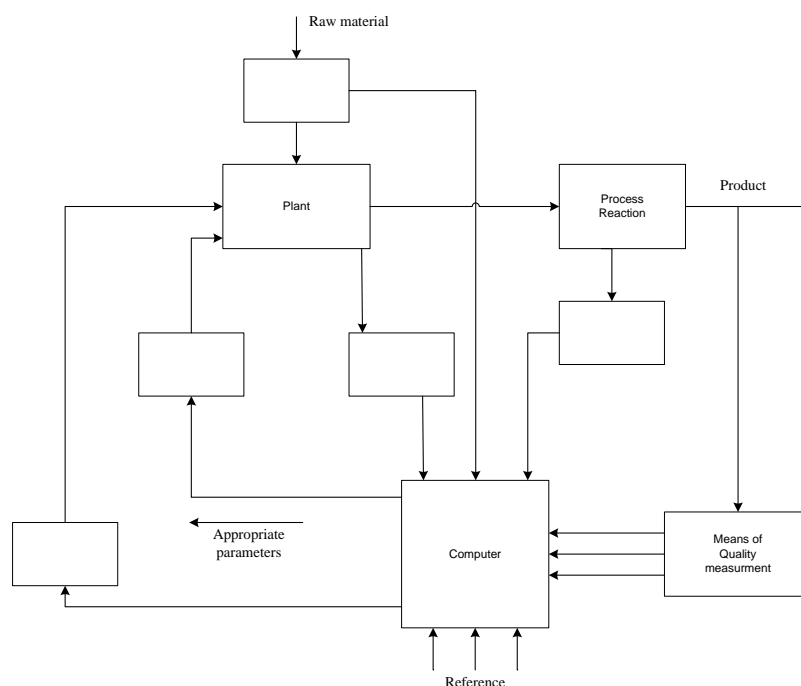 Raw material
Plant
Process
Reaction
Product
Appropriate
parameters
Computer
Means of
Quality
measurment
Reference